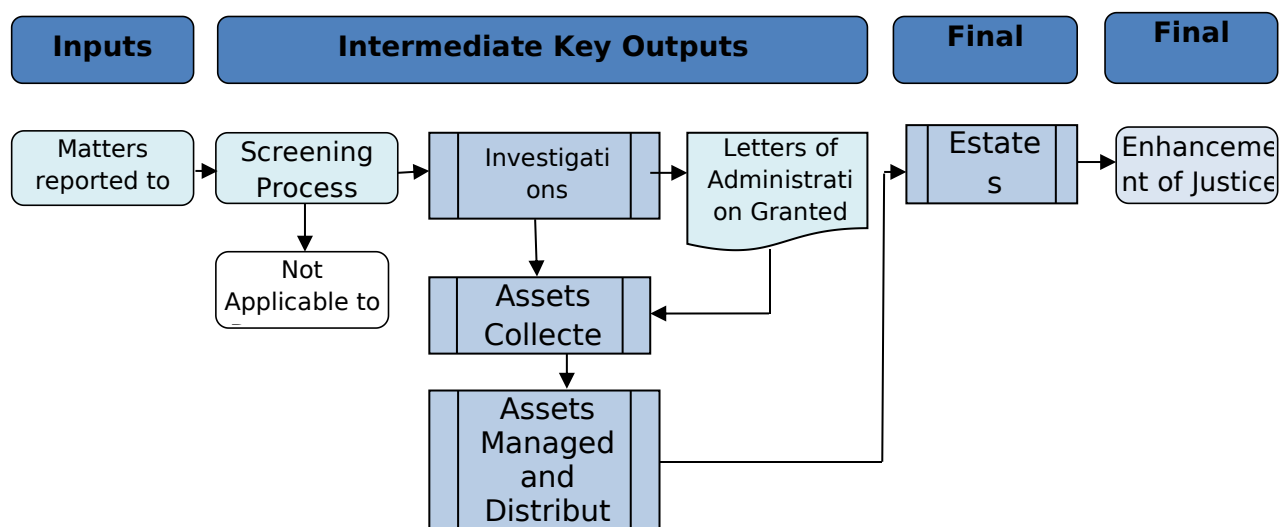 Inputs
Intermediate Key Outputs
Final
Final
Matters
reported to
Screening
Process
Investigati
ons
Letters of
Administrati
on Granted
Estate
s
Enhanceme
nt of Justice
Not
Applicable to
Assets
Collecte
Assets
Managed
and
Distribut